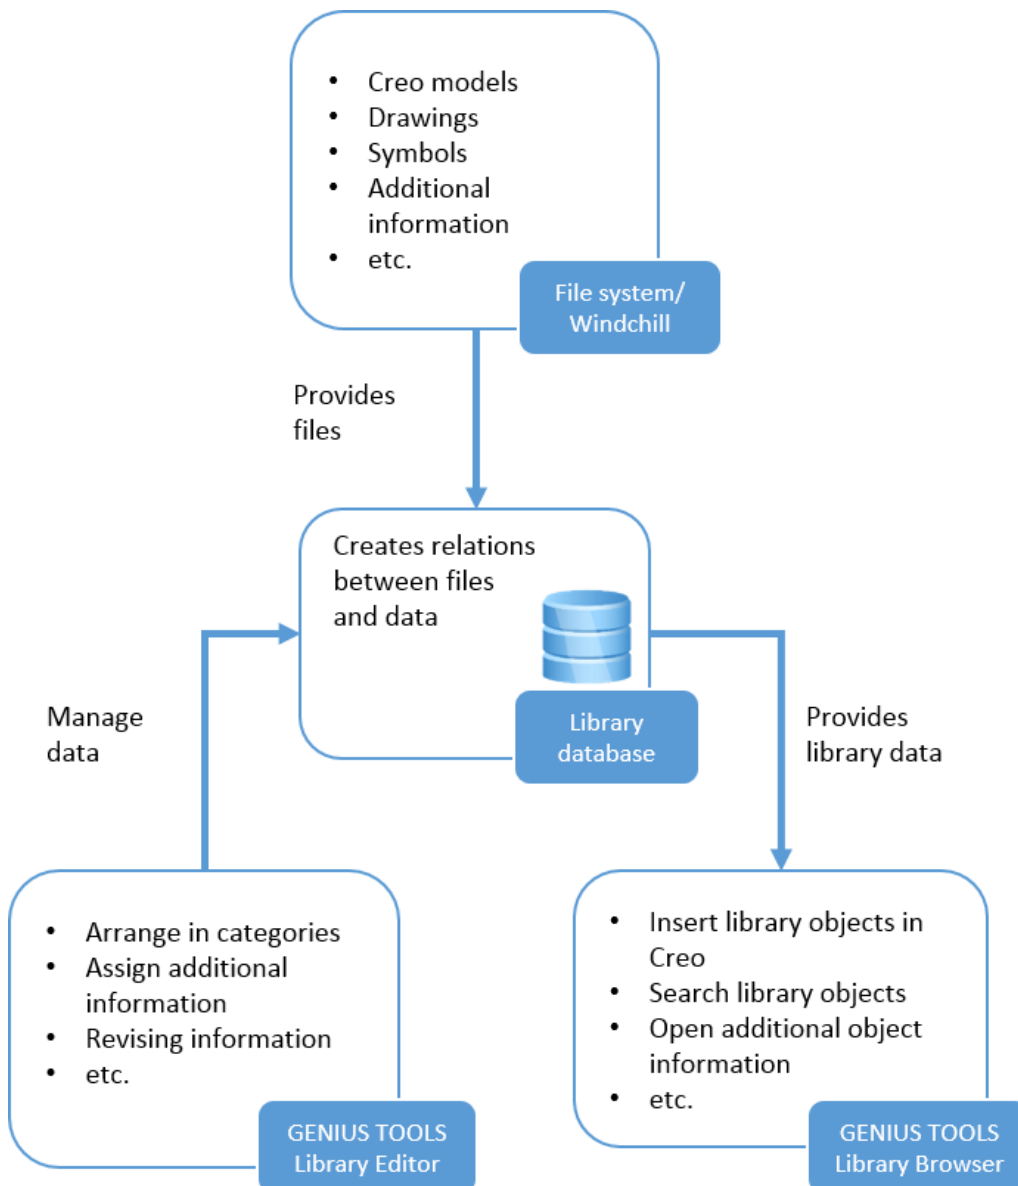 • Creo models
• Drawings
• Symbols
• Additional
information
• etc.
File system/
Windchill
Provides
files
Creates relations
between files
and data
Library
database
Manage
data
Provides
library data
• Arrange in categories
• Assign additional
information
• Revising information
• etc.
GENIUS TOOLS
Library Editor
• Insert library objects in
Creo
• Search library objects
• Open additional object
information
• etc.
GENIUS TOOLS
Library Browser